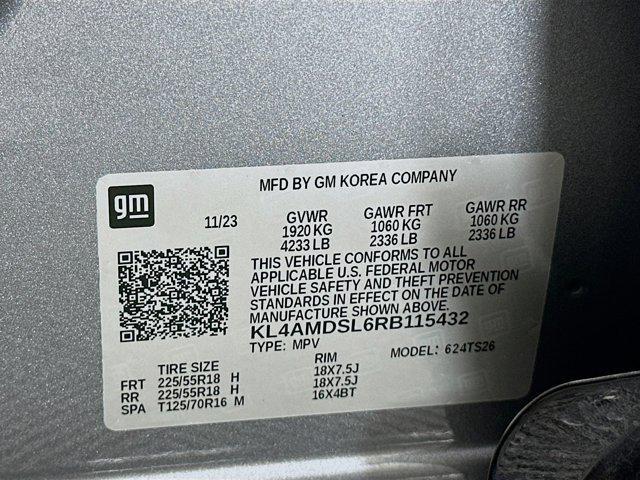 gm
MFD BY GM KOREA COMPANY
11/23 GVWR GAWR FRT GAWR RR
1920 KG 1060 KG 1060 KG
4233 LB 2336 LB 2336 LB
THIS VEHICLE CONFORMS TO ALL
APPLICABLE U.S. FEDERAL MOTOR
VEHICLE SAFETY AND THEFT PREVENTION
STANDARDS IN EFFECT ON THE DATE OF
MANUFACTURE SHOWN ABOVE.
KL4AMDSL6RB115432
TYPE: MPV MODEL: 624TS26
TIRE SIZE RIM
FRT 225/55R18 H 18X7.5J
RR 225/55R18 H 18X7.5J
SPA T125/70R16 M 16X4BT